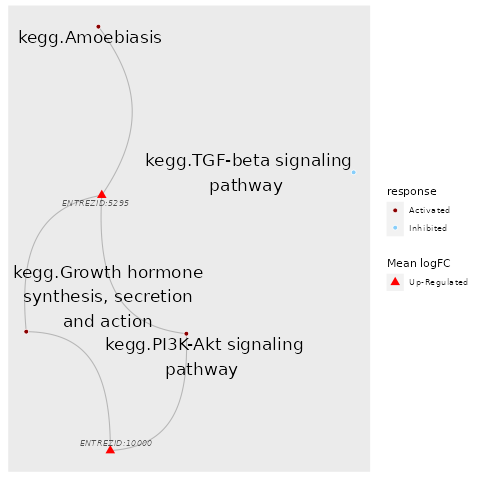 kegg.Amoebiasis
kegg.TGF-beta signaling
pathway
ENTREZID:5295
kegg.Growth hormone
synthesis, secretion
and action
kegg.PI3K-Akt signaling
pathway
ENTREZID:10000
response
Activated
Inhibited
Mean logFC
Up-Regulated